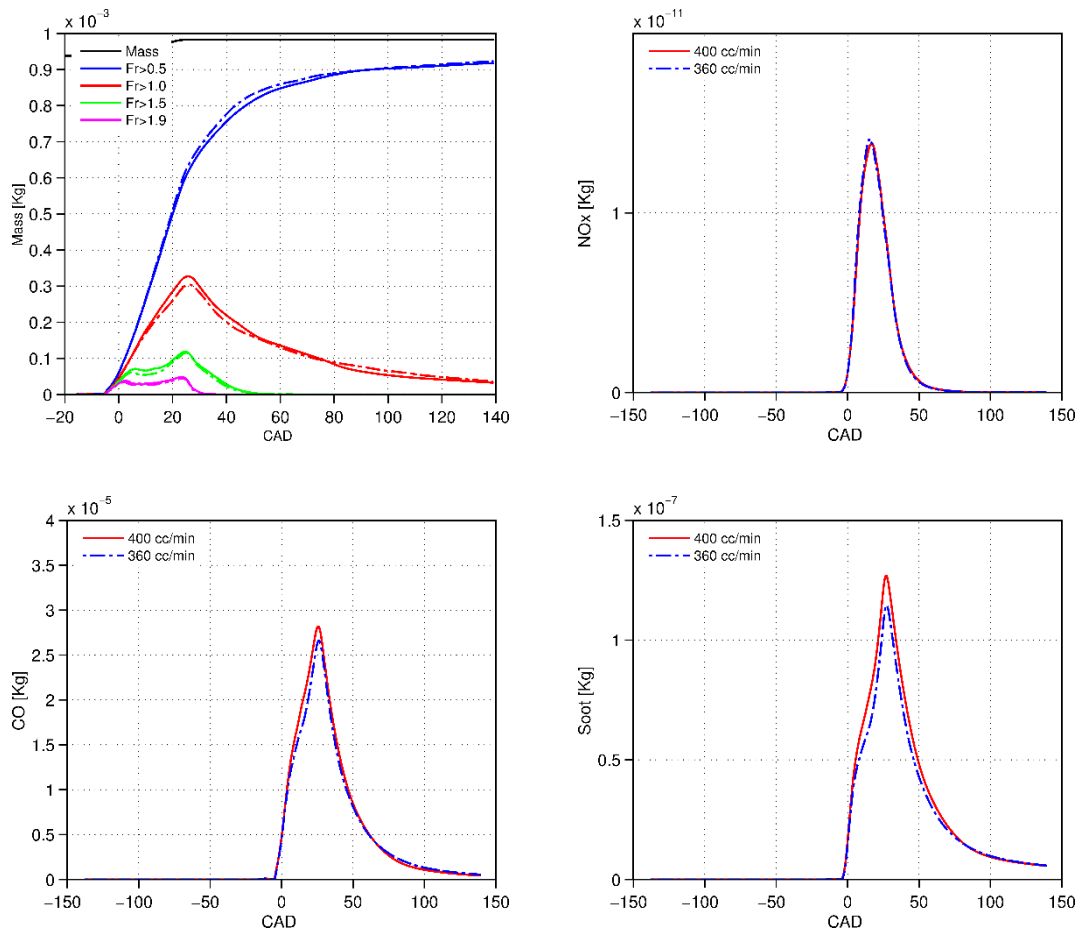 x 10⁻³
1
0.9
0.8
0.7
0.6
0.5
0.4
0.3
0.2
0.1
0
Mass [Kg]
Mass
Fr>0.5
Fr>1.0
Fr>1.5
Fr>1.9
−20 0 20 40 60 80 100 120 140
CAD
x 10⁻¹¹
1
0
NOx [Kg]
400 cc/min
360 cc/min
−150 −100 −50 0 50 100 150
CAD
x 10⁻⁵
4
3.5
3
2.5
2
1.5
1
0.5
0
CO [Kg]
400 cc/min
360 cc/min
−150 −100 −50 0 50 100 150
CAD
x 10⁻⁷
1.5
1
0.5
0
Soot [Kg]
400 cc/min
360 cc/min
−150 −100 −50 0 50 100 150
CAD